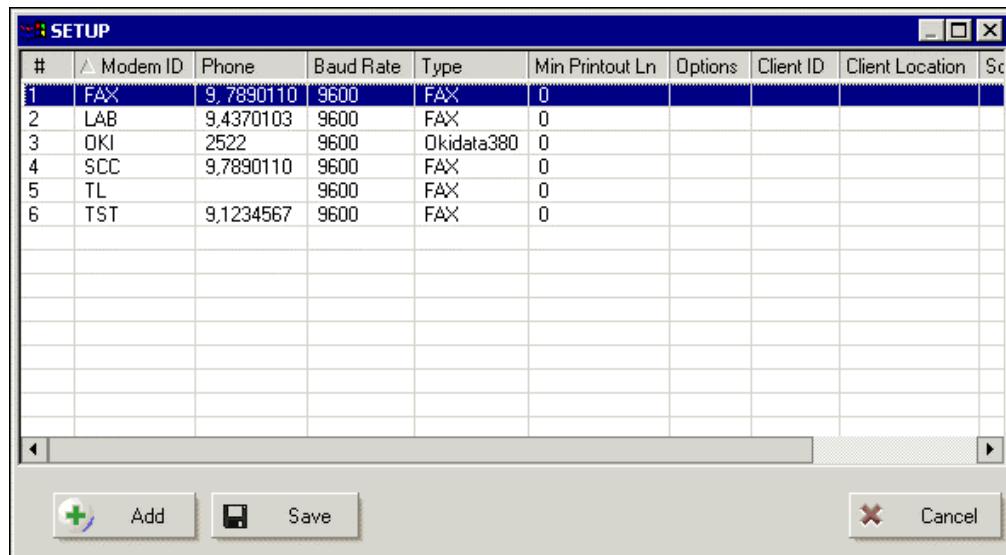 SETUP
# Modem ID Phone Baud Rate Type Min Printout Ln Options Client ID Client Location Sc
1 FAX 9, 7890110 9600 FAX 0
2 LAB 9,4370103 9600 FAX 0
3 OKI 2522 9600 Okidata380 0
4 SCC 9,7890110 9600 FAX 0
5 TL 9600 FAX 0
6 TST 9,1234567 9600 FAX 0
Add Save Cancel